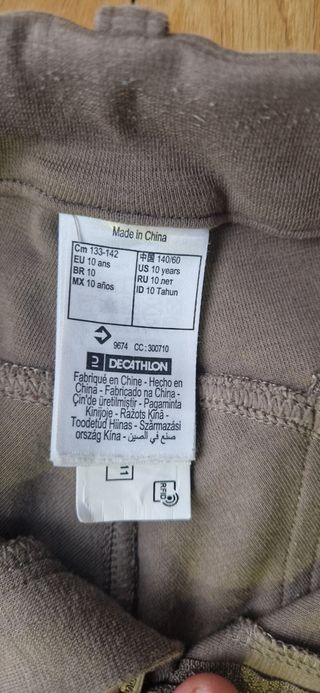 Made in China
Cm 133-142
EU 10 ans
BR 10
MX 10 años
中国 140/60
US 10 years
RU 10 лет
ID 10 Tahun
9674 CC : 300710
DECATHLON
Fabriqué en Chine - Hecho en
China - Fabricado na China -
Çin'de üretilmiştir - Pagaminta
Kinijoje - Ražots Ķīnā -
Toodetud Hiinas - Származási
ország Kína - صنع في الصين
11
RFID